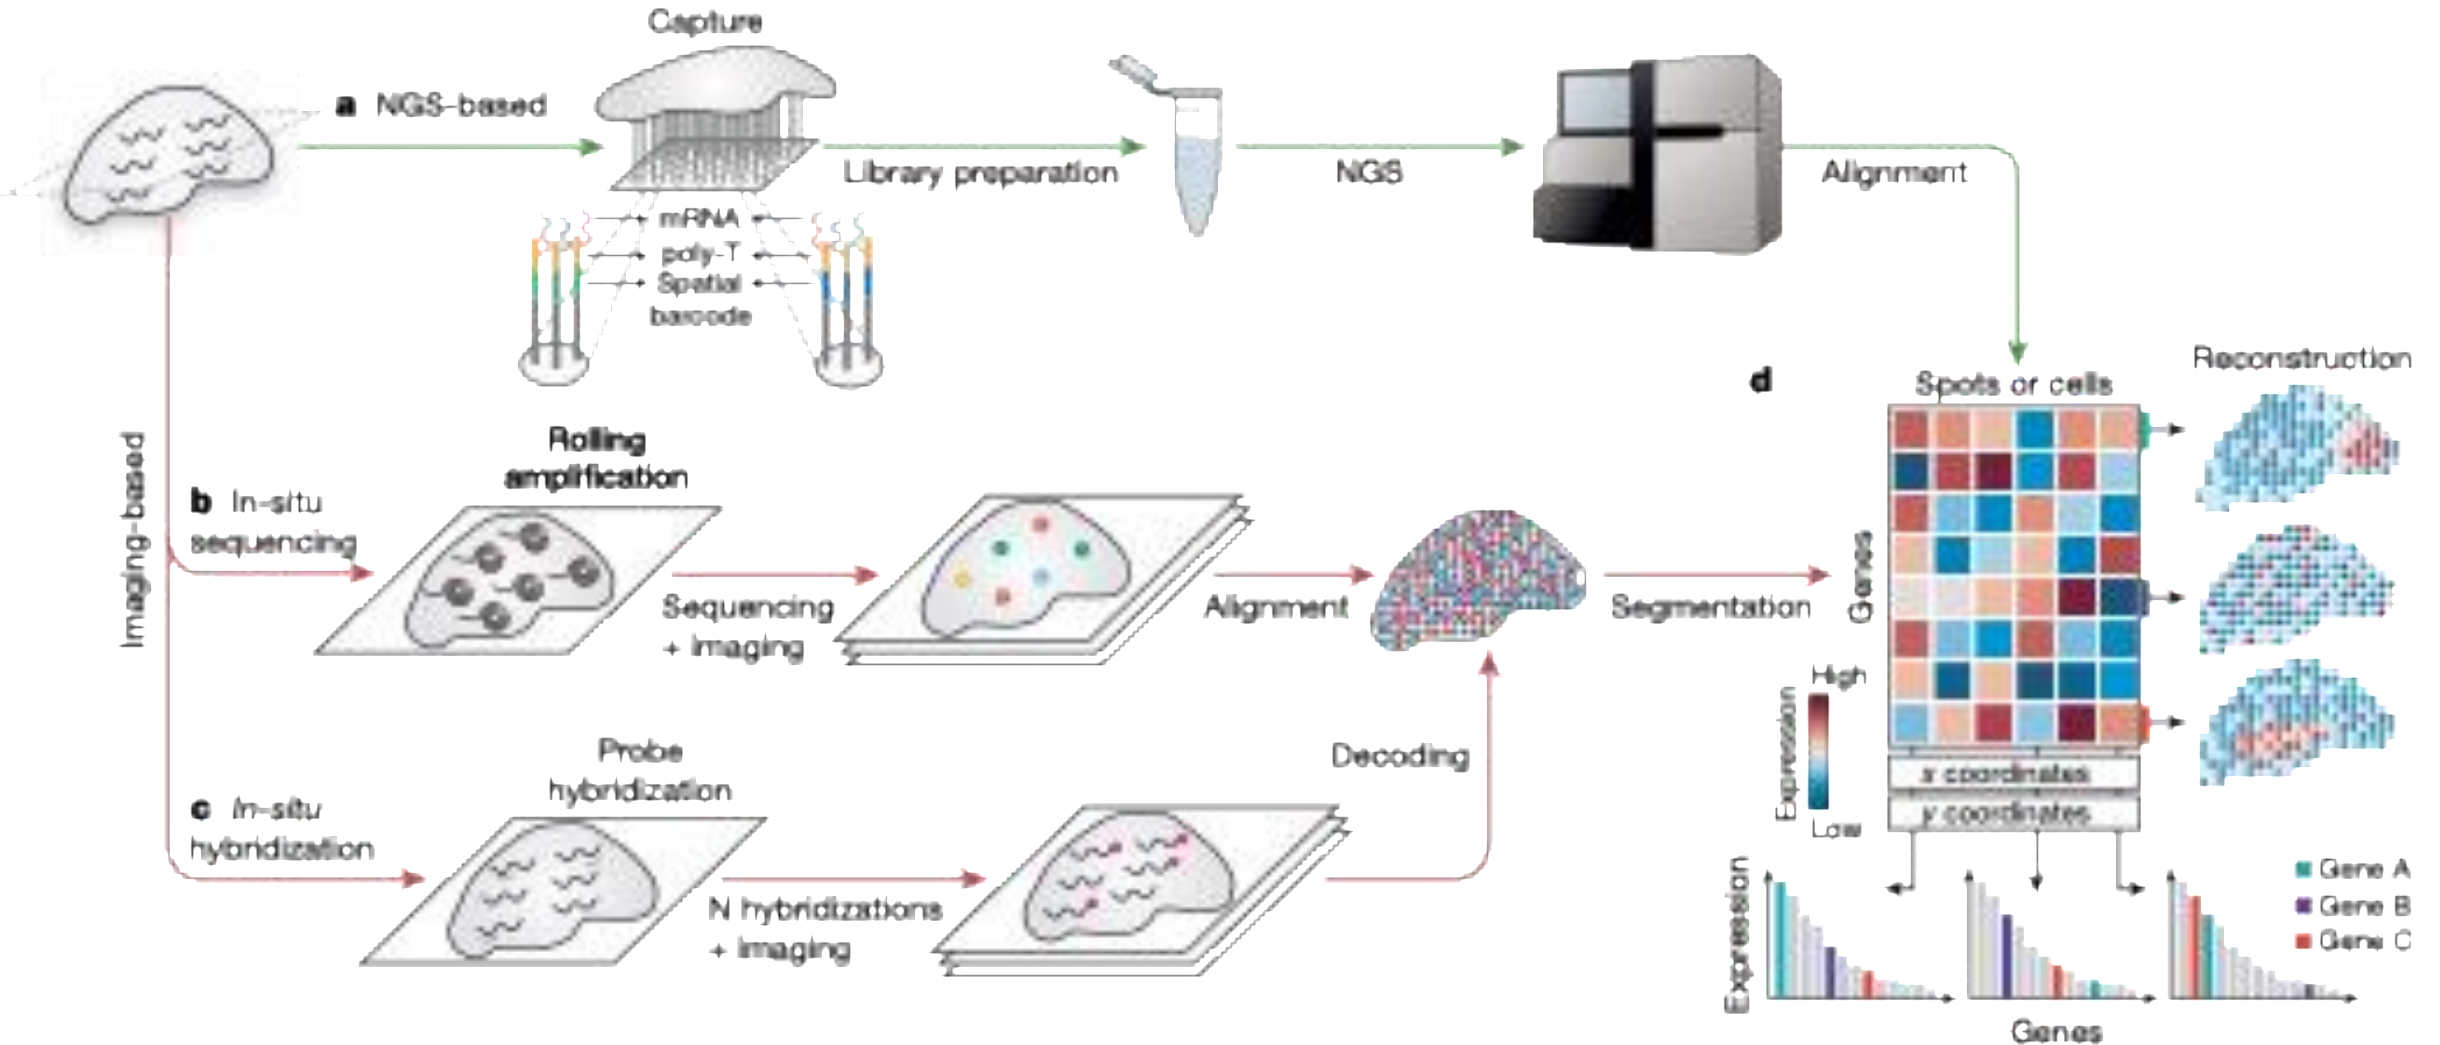 Capture
a NGS-based
Library preparation
NGS
Alignment
mRNA
poly-T
Spatial
barcode
Imaging-based
b In-situ
sequencing
Rolling
amplification
Sequencing
+ Imaging
Alignment
Segmentation
c In-situ
hybridization
Probe
hybridization
N hybridizations
+ Imaging
Decoding
d
Spots or cells
Reconstruction
Genes
High
Expression
Low
x coordinates
y coordinates
Expression
Genes
Gene A
Gene B
Gene C